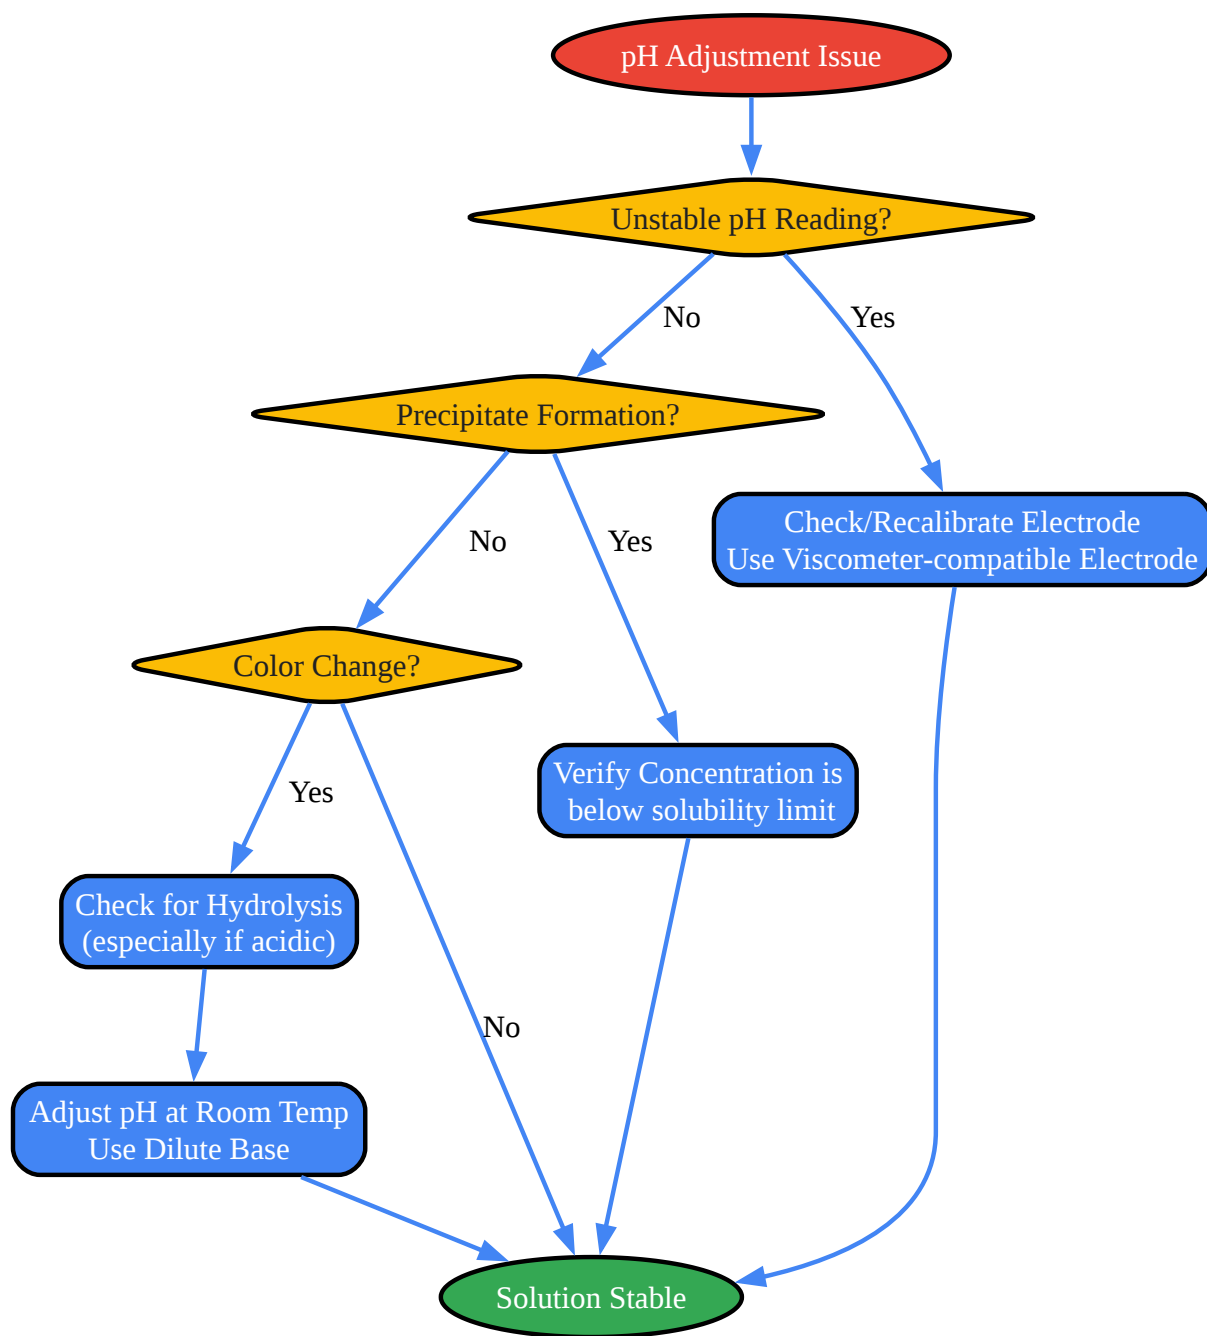 pH Adjustment Issue
Unstable pH Reading?
No
Yes
Precipitate Formation?
Check/Recalibrate Electrode
Use Viscometer-compatible Electrode
No
Yes
Color Change?
Verify Concentration is
below solubility limit
Yes
Check for Hydrolysis
(especially if acidic)
No
Adjust pH at Room Temp
Use Dilute Base
Solution Stable